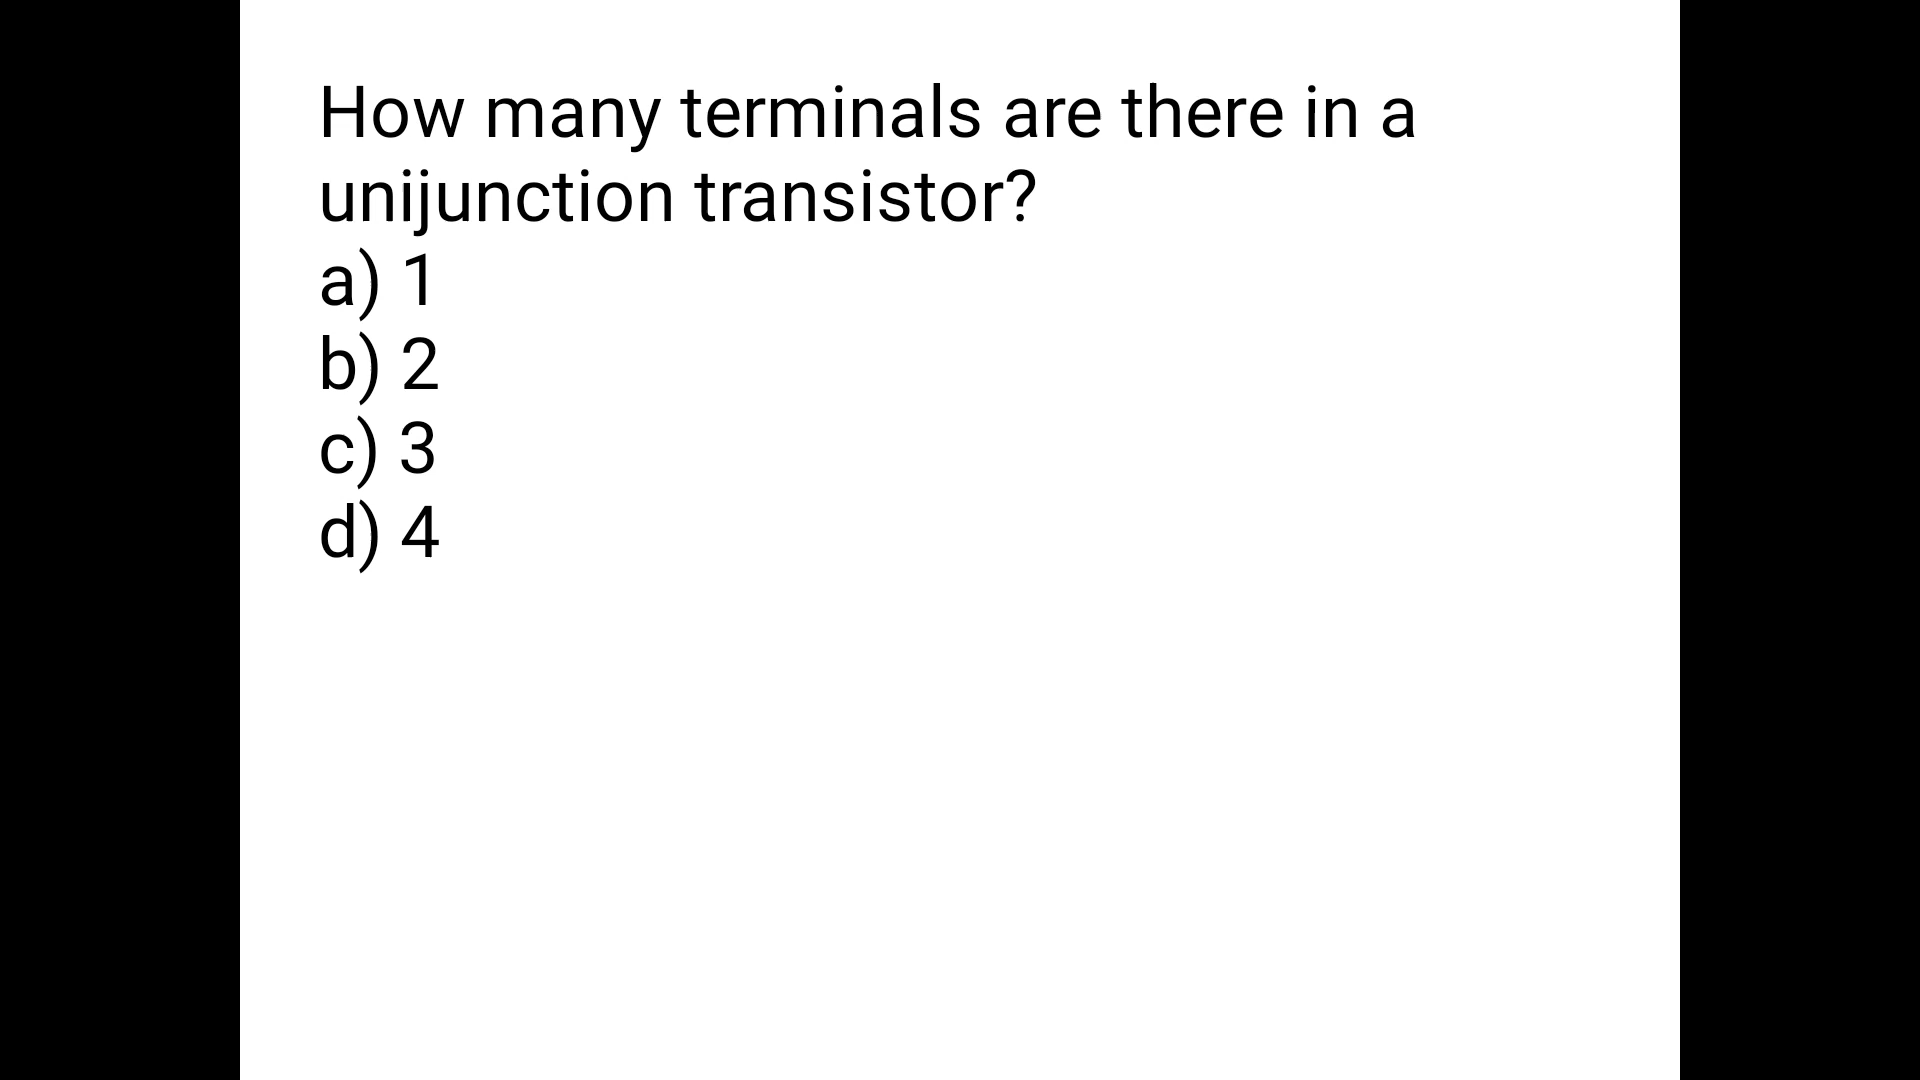 How many terminals are there in a
unijunction transistor?
a) 1
b) 2
c) 3
d) 4